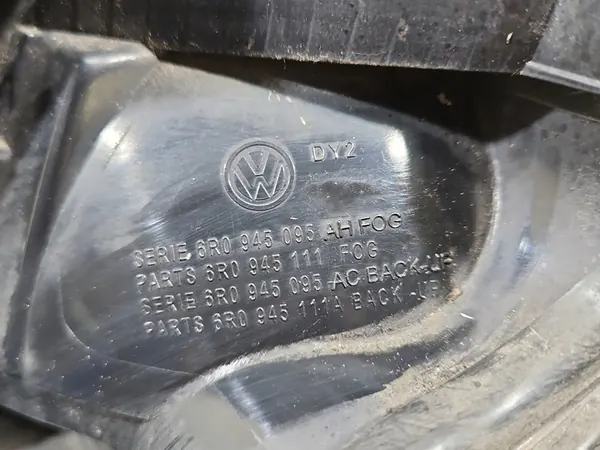 DY2
SERIE 6R0 945 095 AH FOG
PARTS 6R0 945 111 FOG
SERIE 6R0 945 095 AC BACK-UP
PARTS 6R0 945 111A BACK-UP